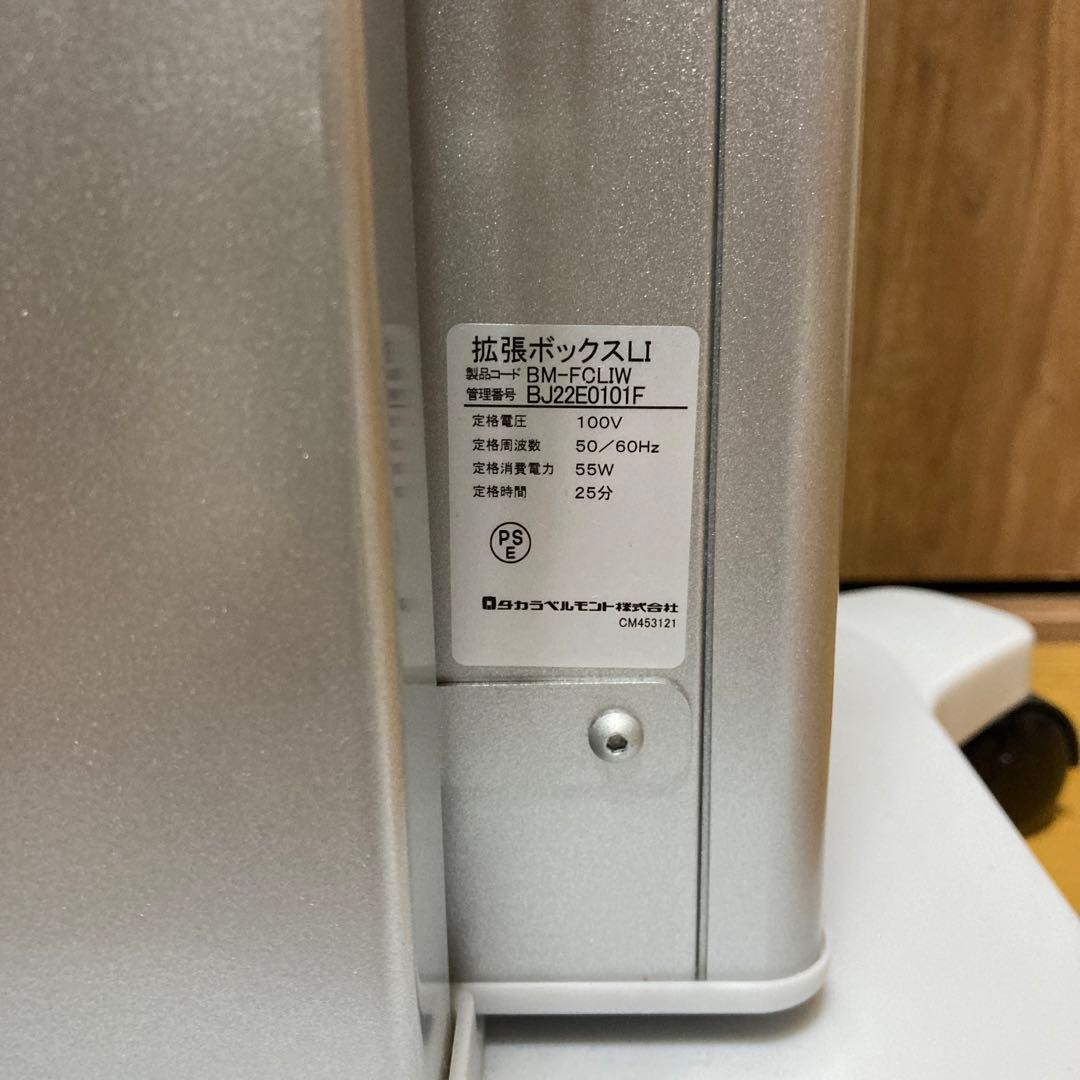 拡張ボックスLI
製品コード BM-FCLIW
管理番号 BJ22E0101F
定格電圧 100V
定格周波数 50/60Hz
定格消費電力 55W
定格時間 25分
PS
E
タカラベルモント株式会社
CM453121